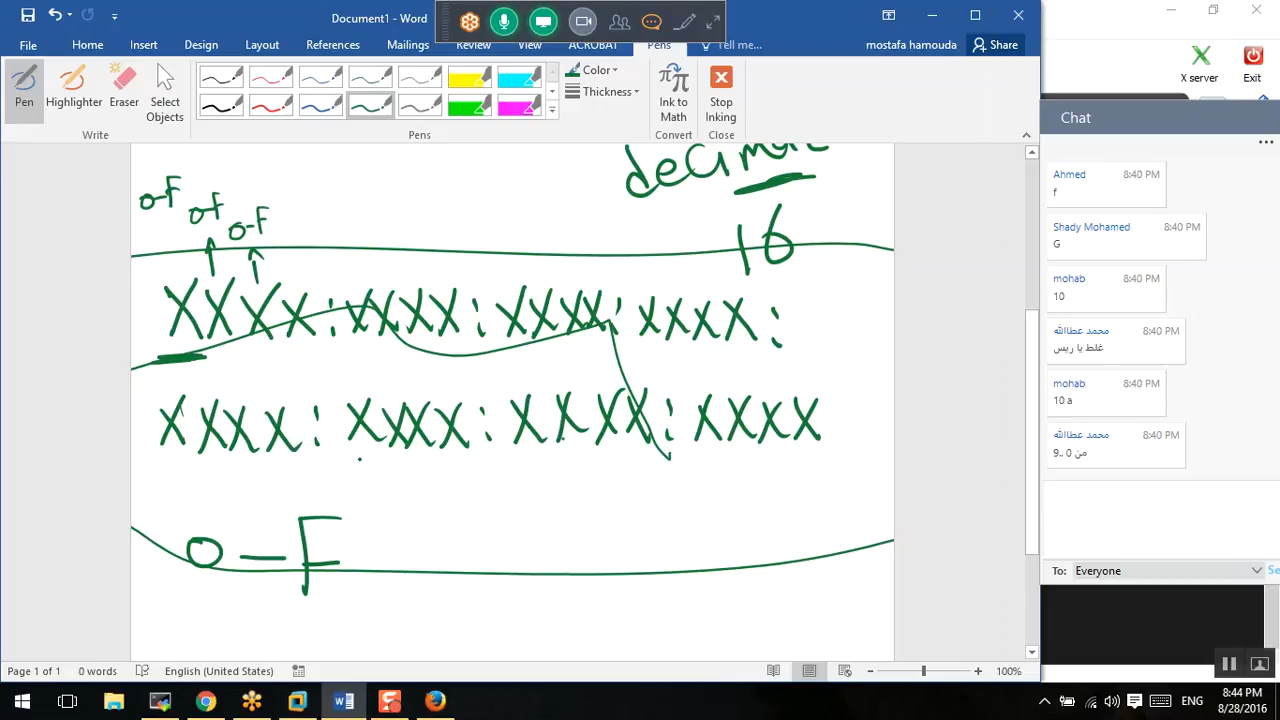 Document1 - Word
File
Home
Insert
Design
Layout
References
Mailings
Review
View
ACROBAT
Pens
Tell me...
mostafa hamouda
Share
X server
Exit
Pen
Highlighter
Eraser
Select Objects
Color
Thickness
Ink to Math
Stop Inking
Write
Pens
Convert
Close
decimal
16
0-F 0-F 0-F
XXXX : XXXX : XXXX : XXXX :
XXXX : XXXX : XXXX : XXXX
0-F
Chat
Ahmed 8:40 PM
f
Shady Mohamed 8:40 PM
G
mohab 8:40 PM
10
محمد عطاالله 8:40 PM
غلط يا ريس
mohab 8:40 PM
10 a
محمد عطاالله 8:40 PM
من 0 ..9
To: Everyone
Se
Page 1 of 1
0 words
English (United States)
100%
ENG
8:44 PM
8/28/2016